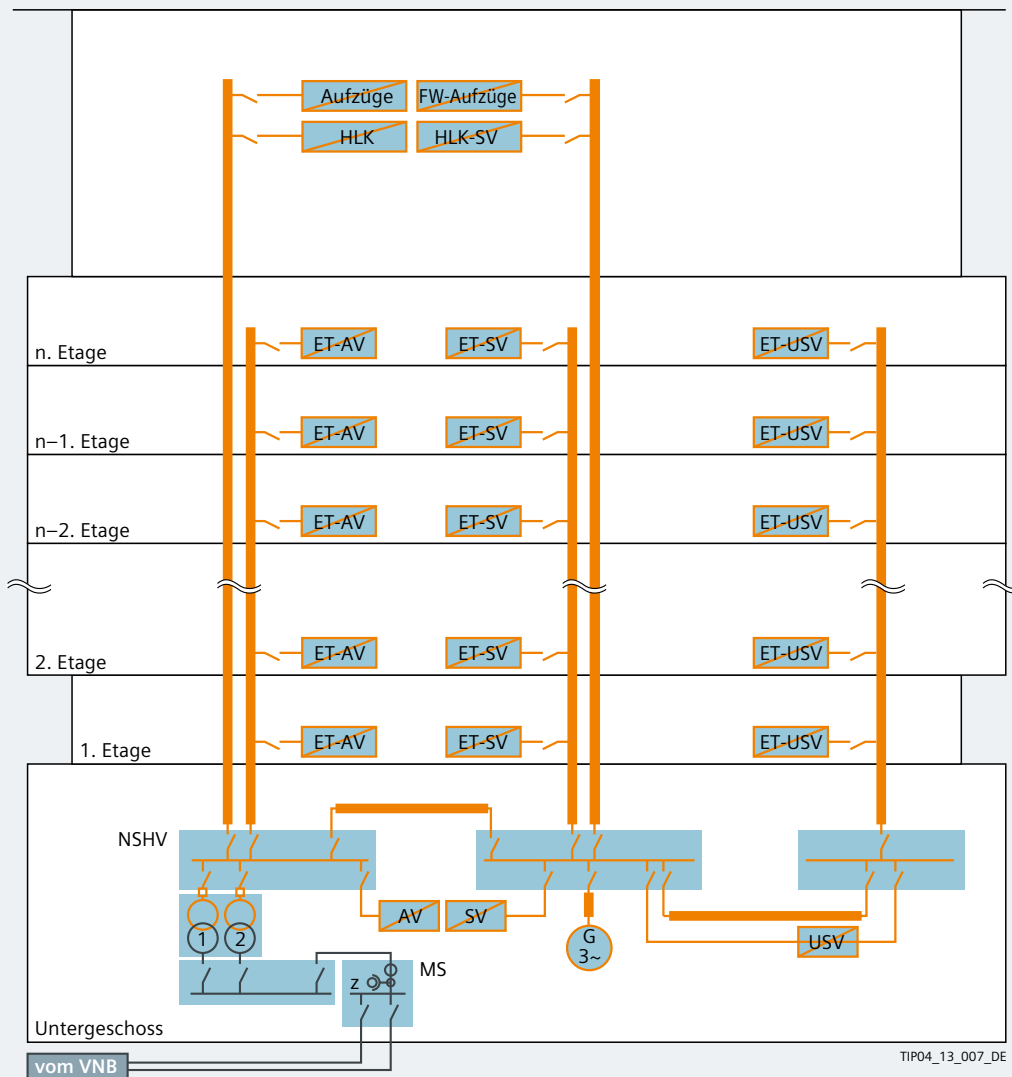 Aufzüge FW-Aufzüge
HLK HLK-SV
n. Etage ET-AV ET-SV ET-USV
n–1. Etage ET-AV ET-SV ET-USV
n–2. Etage ET-AV ET-SV ET-USV
2. Etage ET-AV ET-SV ET-USV
1. Etage ET-AV ET-SV ET-USV
NSHV
AV SV G 3~ USV
1 2
z MS
Untergeschoss
vom VNB
TIP04_13_007_DE